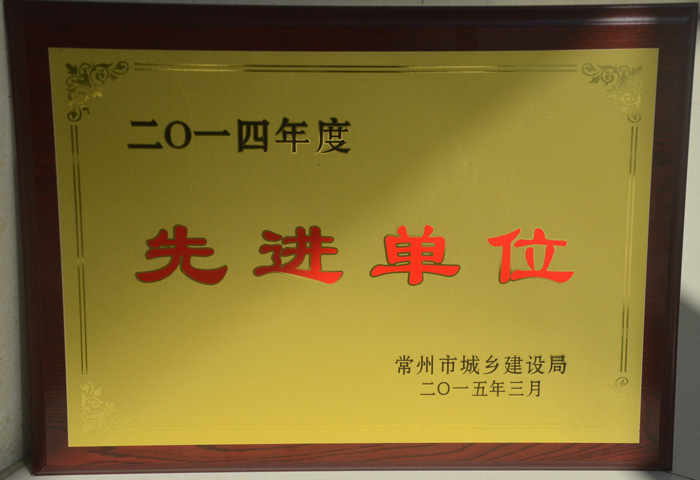 二〇一四年度
先进单位
常州市城乡建设局
二〇一五年三月